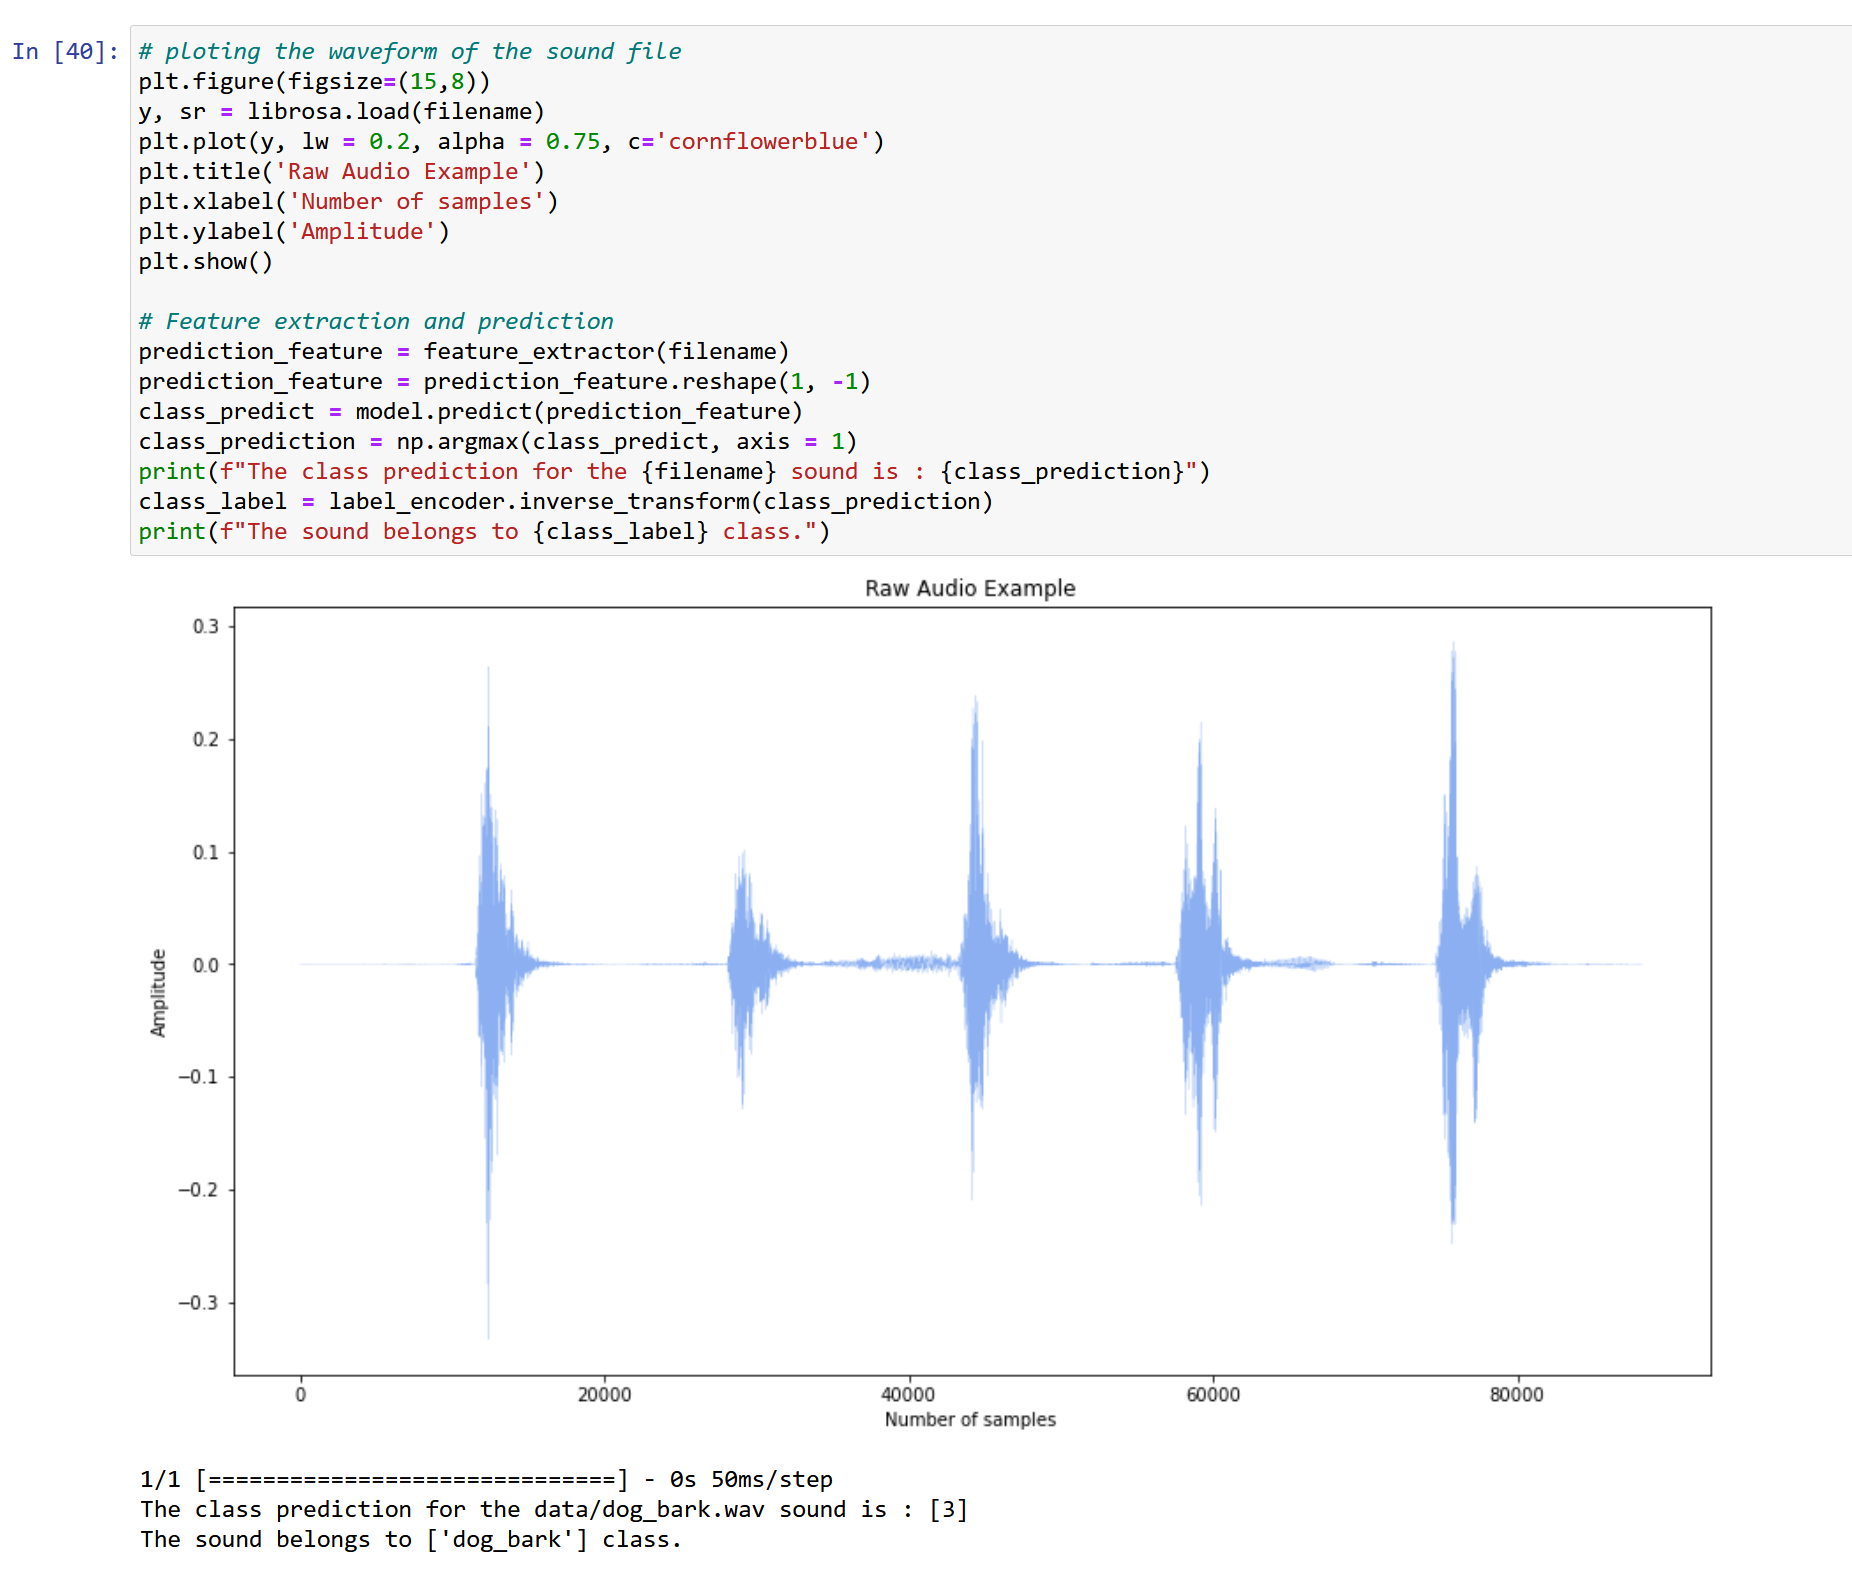 In [40]: # ploting the waveform of the sound file
plt.figure(figsize=(15,8))
y, sr = librosa.load(filename)
plt.plot(y, lw = 0.2, alpha = 0.75, c='cornflowerblue')
plt.title('Raw Audio Example')
plt.xlabel('Number of samples')
plt.ylabel('Amplitude')
plt.show()
# Feature extraction and prediction
prediction_feature = feature_extractor(filename)
prediction_feature = prediction_feature.reshape(1, -1)
class_predict = model.predict(prediction_feature)
class_prediction = np.argmax(class_predict, axis = 1)
print(f"The class prediction for the {filename} sound is : {class_prediction}")
class_label = label_encoder.inverse_transform(class_prediction)
print(f"The sound belongs to {class_label} class.")
Raw Audio Example
0.3
0.2
0.1
0.0
−0.1
−0.2
−0.3
Amplitude
0 20000 40000 60000 80000
Number of samples
1/1 [==============================] - 0s 50ms/step
The class prediction for the data/dog_bark.wav sound is : [3]
The sound belongs to ['dog_bark'] class.